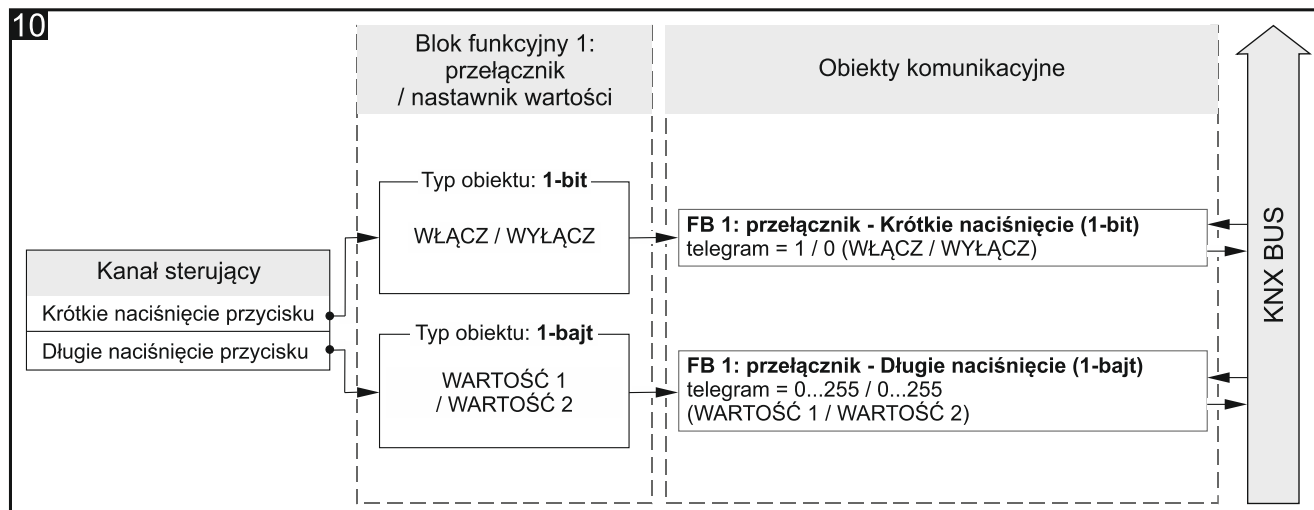 10
Blok funkcyjny 1:
przełącznik
/ nastawnik wartości
Obiekty komunikacyjne
Kanał sterujący
Krótkie naciśnięcie przycisku
Długie naciśnięcie przycisku
Typ obiektu: 1-bit
WŁĄCZ / WYŁĄCZ
Typ obiektu: 1-bajt
WARTOŚĆ 1
/ WARTOŚĆ 2
FB 1: przełącznik - Krótkie naciśnięcie (1-bit)
telegram = 1 / 0 (WŁĄCZ / WYŁĄCZ)
FB 1: przełącznik - Długie naciśnięcie (1-bajt)
telegram = 0...255 / 0...255
(WARTOŚĆ 1 / WARTOŚĆ 2)
KNX BUS